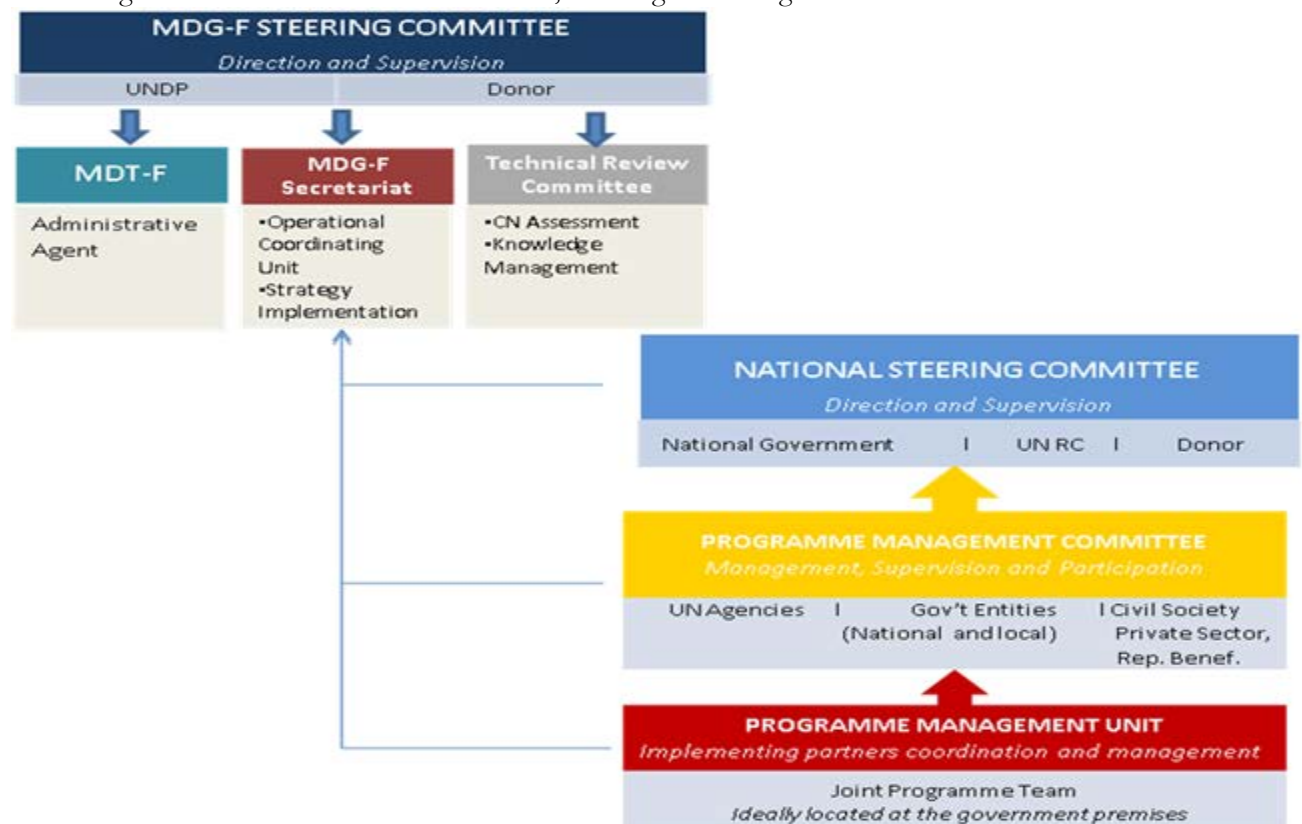 MDG-F STEERING COMMITTEE
Direction and Supervision
UNDP
Donor
MDT-F
Administrative
Agent
MDG-F
Secretariat
•Operational
Coordinating
Unit
•Strategy
Implementation
Technical Review
Committee
•CN Assessment
•Knowledge
Management
NATIONAL STEERING COMMITTEE
Direction and Supervision
National Government | UN RC | Donor
PROGRAMME MANAGEMENT COMMITTEE
Management, Supervision and Participation
UN Agencies | Gov't Entities | Civil Society
(National and local) Private Sector,
Rep. Benef.
PROGRAMME MANAGEMENT UNIT
Implementing partners coordination and management
Joint Programme Team
Ideally located at the government premises